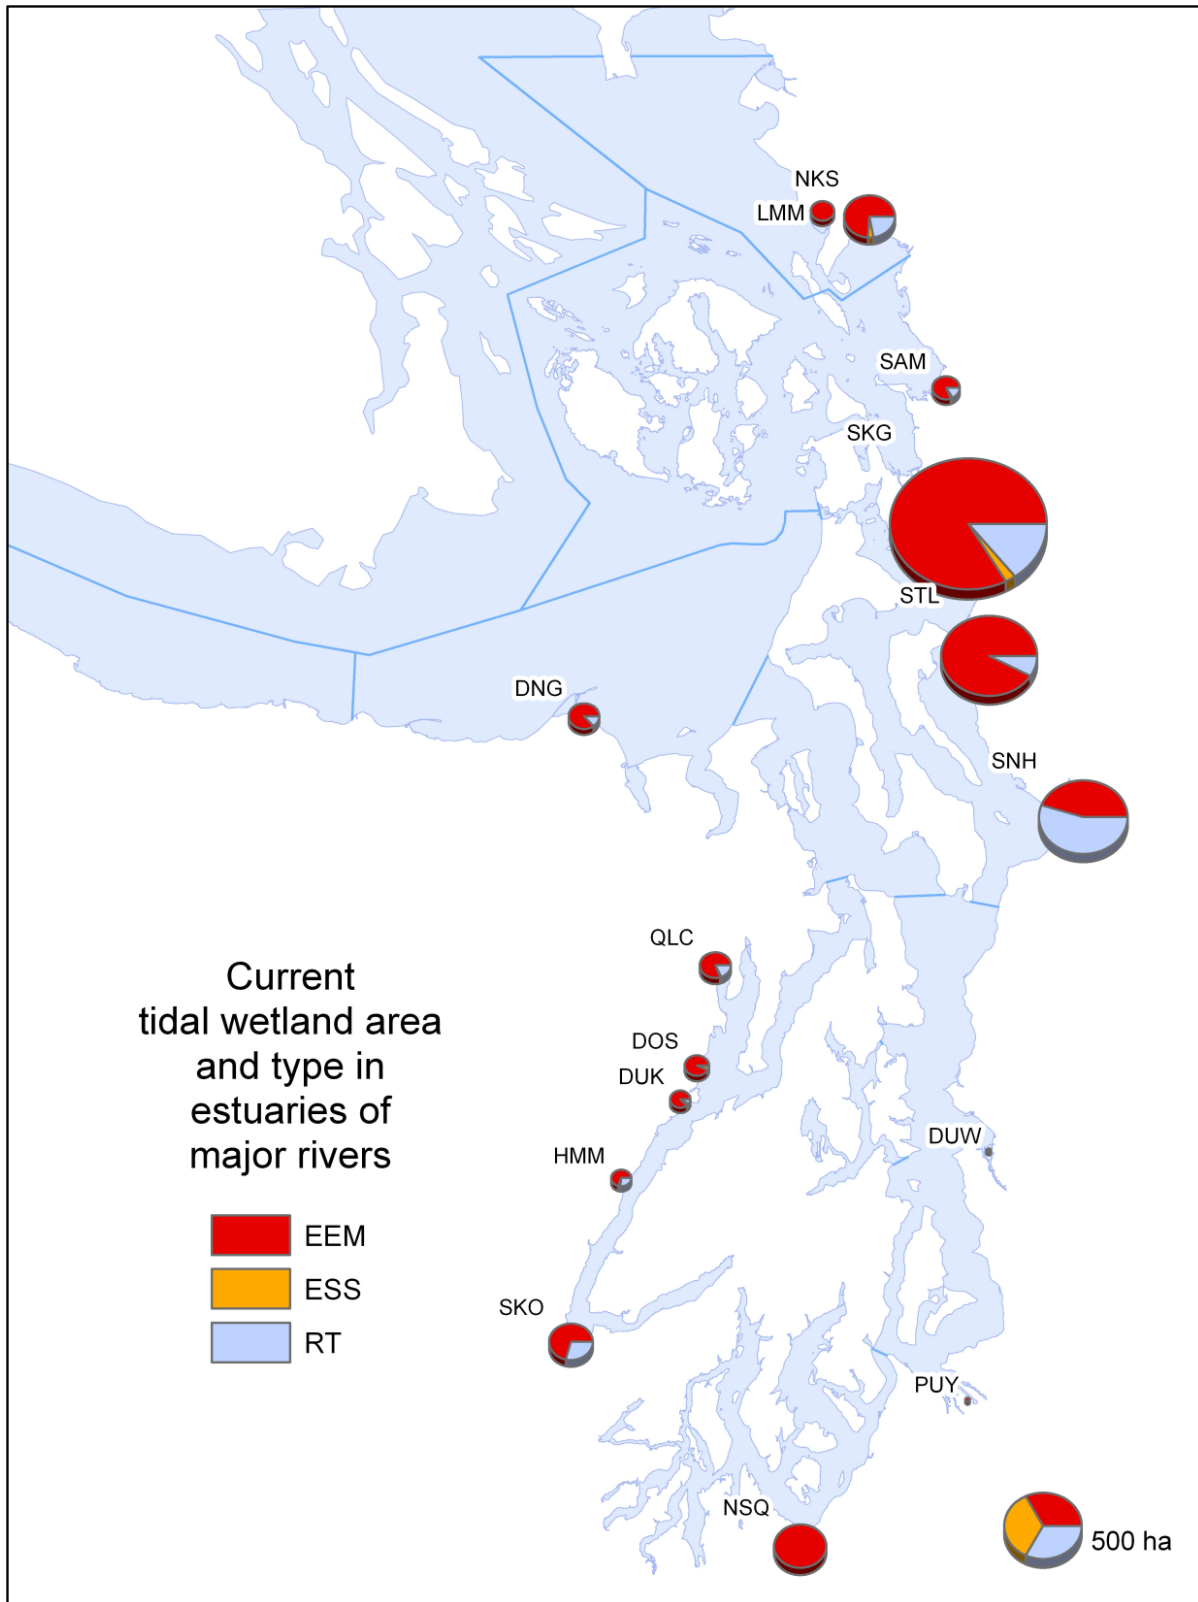 NKS
LMM
SAM
SKG
STL
DNG
SNH
QLC
Current
tidal wetland area
and type in
estuaries of
major rivers
DOS
DUK
DUW
HMM
EEM
ESS
SKO
RT
PUY
NSQ
500 ha